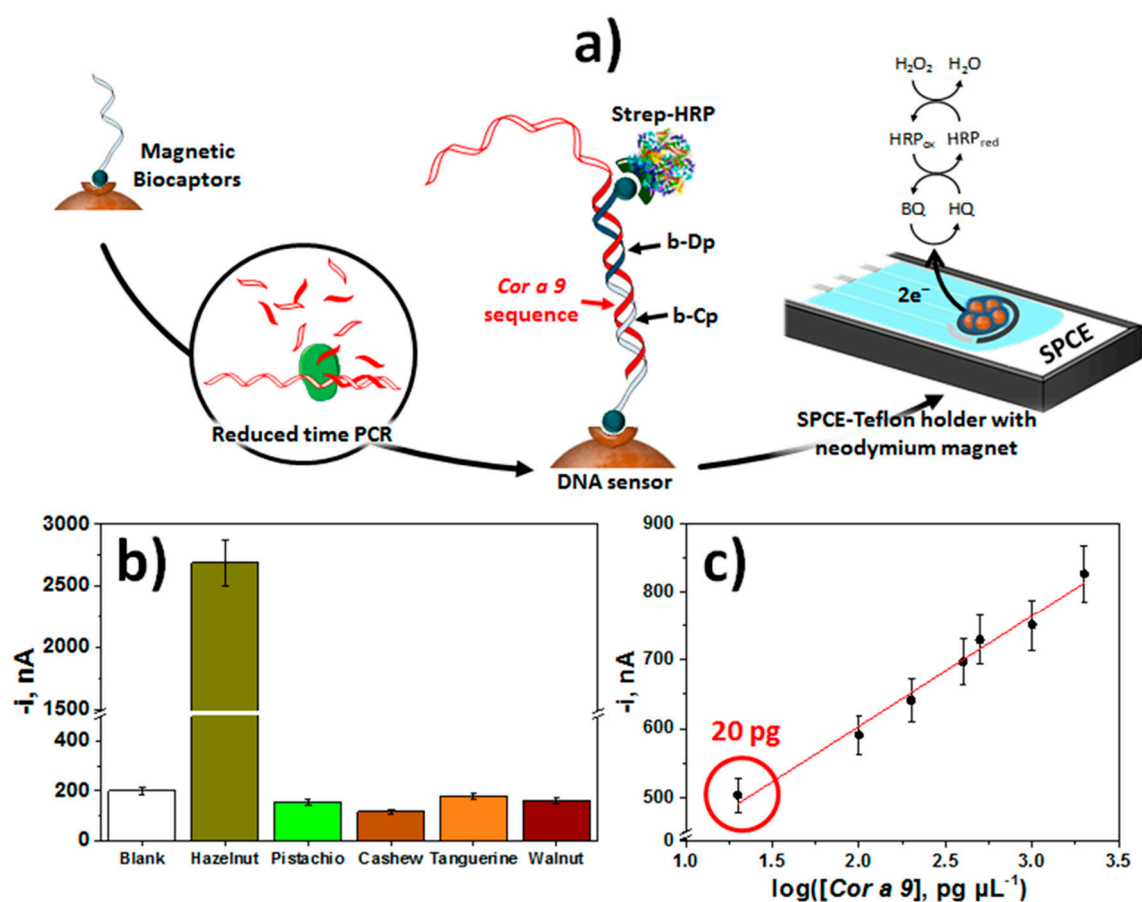 a)
Magnetic
Biocaptors
Strep-HRP
b-Dp
Cor a 9
sequence
b-Cp
H₂O₂ H₂O
HRPₒₓ HRPred
BQ HQ
2e⁻
SPCE
Reduced time PCR
DNA sensor
SPCE-Teflon holder with
neodymium magnet
b)
-i, nA
3000
2500
2000
1500
400
200
0
Blank Hazelnut Pistachio Cashew Tanguerine Walnut
c)
-i, nA
900
800
700
600
500
0
20 pg
1.0 1.5 2.0 2.5 3.0 3.5
log([Cor a 9], pg µL⁻¹)